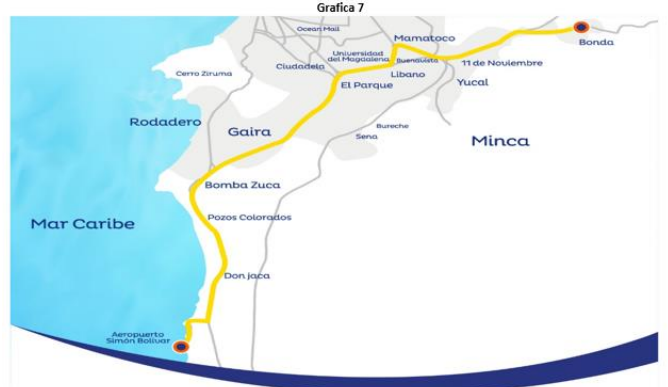 Grafica 7
Ocean Mall
Mamatoco
Bonda
Universidad
del Magdalena
Buenavista
11 de Noviembre
Ciudadela
Libano
Cerro Ziruma
El Parque
Yucal
Rodadero
Gaira
Bureche
Sena
Minca
Bomba Zuca
Pozos Colorados
Mar Caribe
Don jaca
Aeropuerto
Simón Bolívar